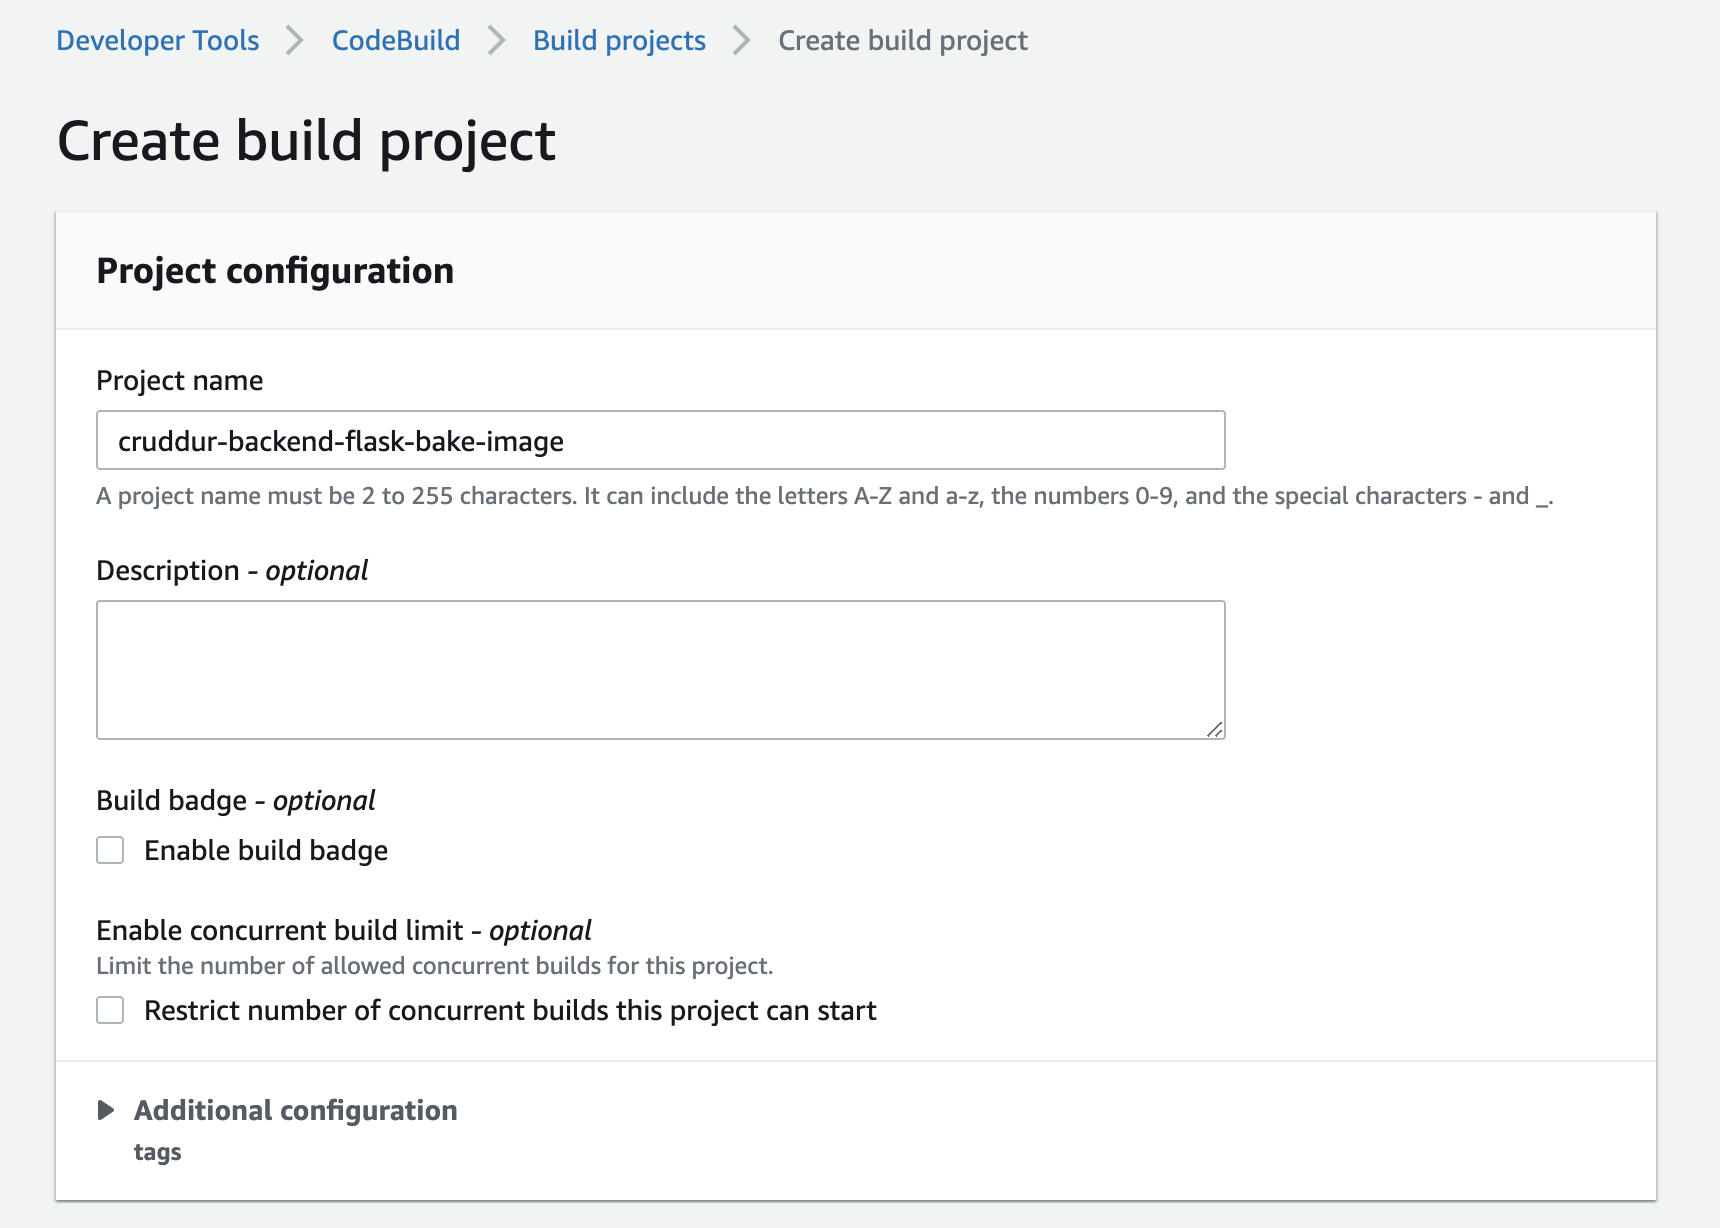 Developer Tools > CodeBuild > Build projects > Create build project
Create build project
Project configuration
Project name
cruddur-backend-flask-bake-image
A project name must be 2 to 255 characters. It can include the letters A-Z and a-z, the numbers 0-9, and the special characters - and _.
Description - optional
Build badge - optional
Enable build badge
Enable concurrent build limit - optional
Limit the number of allowed concurrent builds for this project.
Restrict number of concurrent builds this project can start
Additional configuration
tags